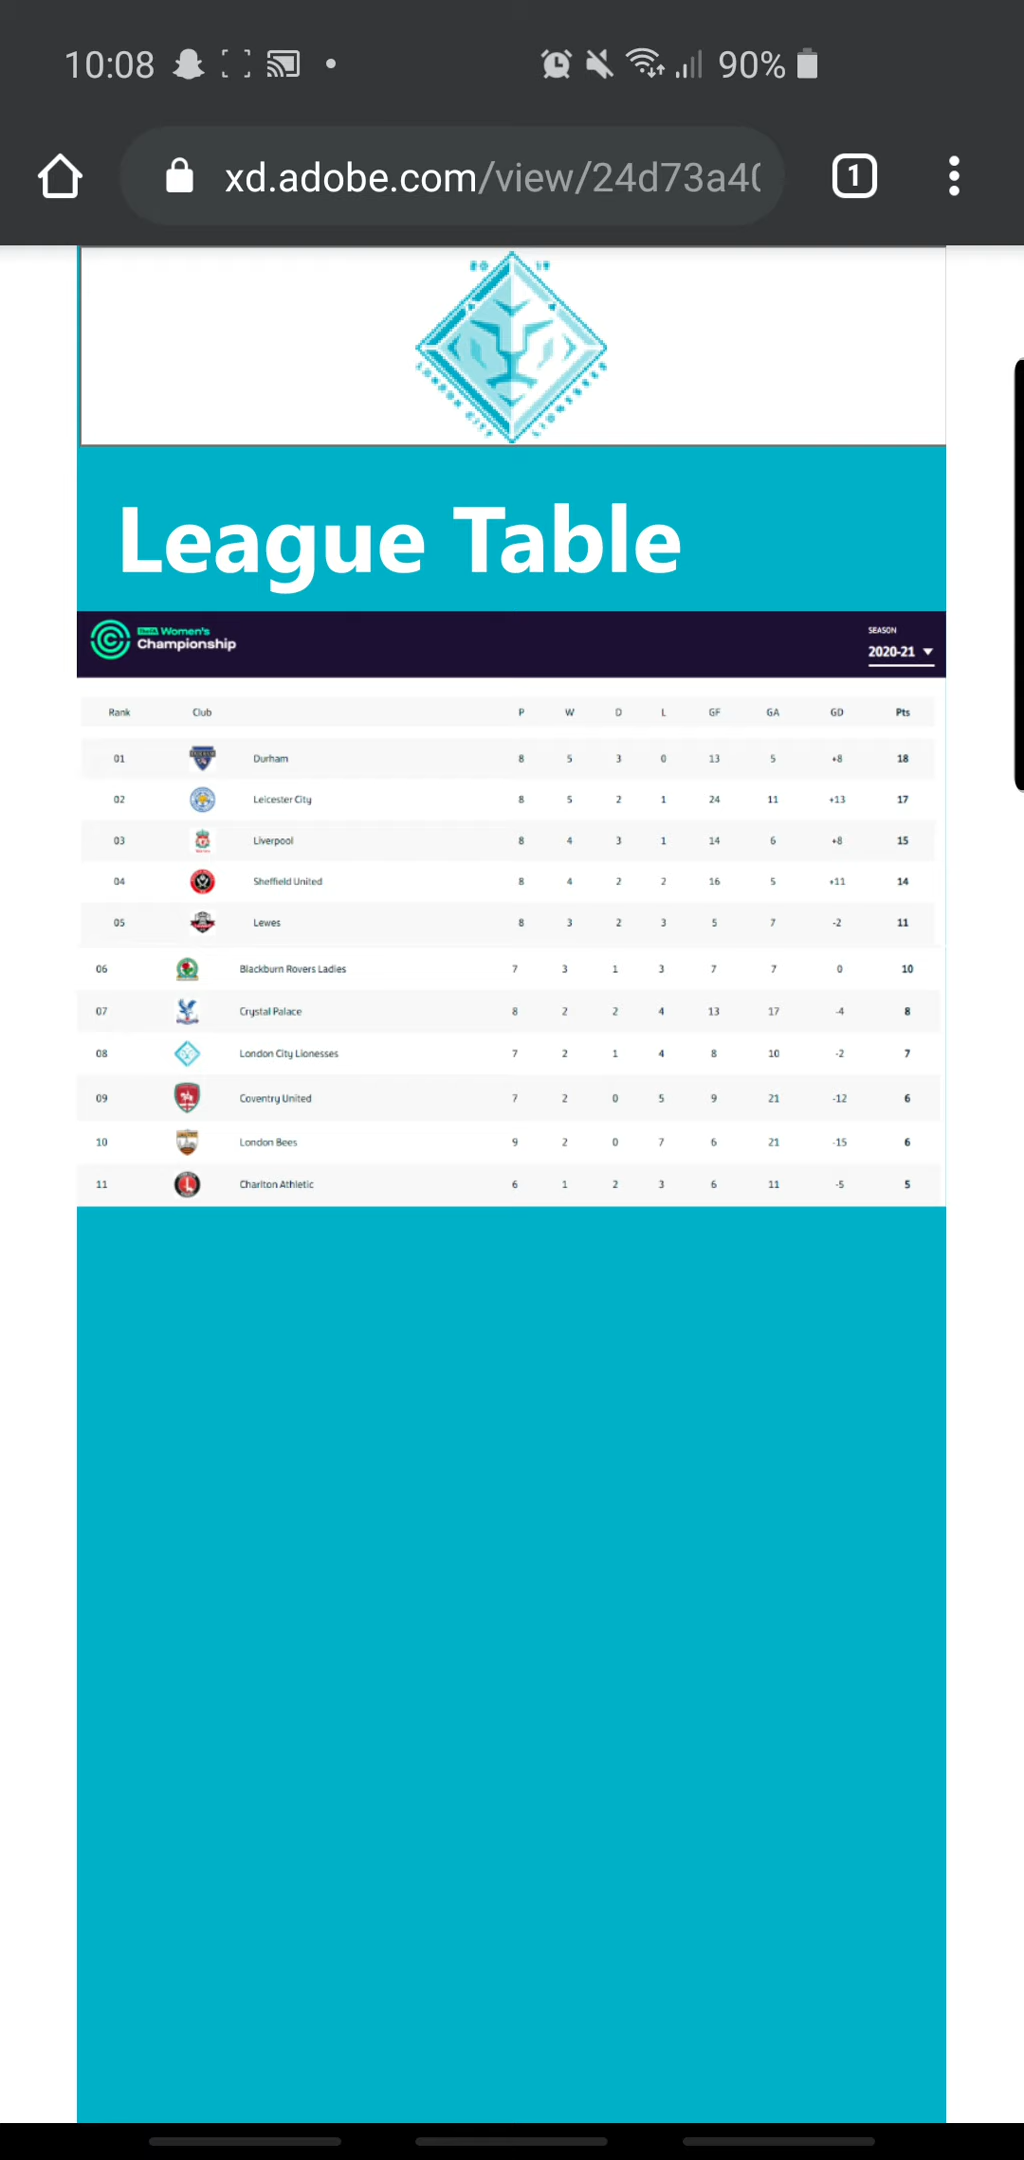 10:08 90%
xd.adobe.com/view/24d73a4 1
20 19
LONDON CITY LIONESSES
League Table
Women's
Championship
SEASON
2020-21
Rank Club P W D L GF GA GD Pts
01 Durham 8 5 3 0 13 5 +8 18
02 Leicester City 8 5 2 1 24 11 +13 17
03 Liverpool 8 4 3 1 14 6 +8 15
04 Sheffield United 8 4 2 2 16 5 +11 14
05 Lewes 8 3 2 3 5 7 -2 11
06 Blackburn Rovers Ladies 7 3 1 3 7 7 0 10
07 Crystal Palace 8 2 2 4 13 17 -4 8
08 London City Lionesses 7 2 1 4 8 10 -2 7
09 Coventry United 7 2 0 5 9 21 -12 6
10 London Bees 9 2 0 7 6 21 -15 6
11 Charlton Athletic 6 1 2 3 6 11 -5 5